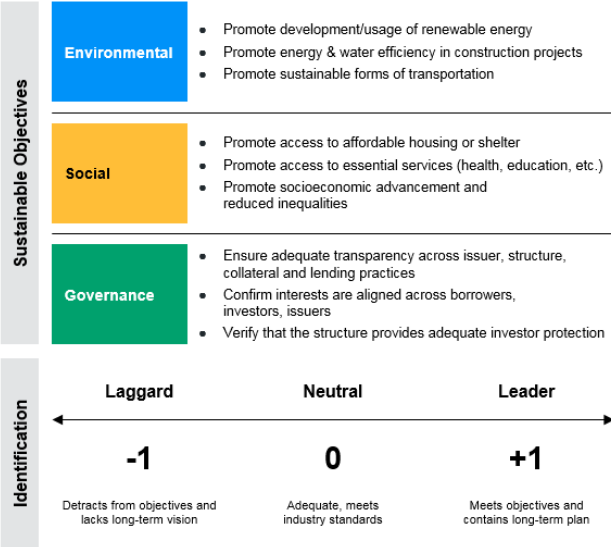 Sustainable Objectives
Environmental
● Promote development/usage of renewable energy
● Promote energy & water efficiency in construction projects
● Promote sustainable forms of transportation
Social
● Promote access to affordable housing or shelter
● Promote access to essential services (health, education, etc.)
● Promote socioeconomic advancement and
reduced inequalities
Governance
● Ensure adequate transparency across issuer, structure,
collateral and lending practices
● Confirm interests are aligned across borrowers,
investors, issuers
● Verify that the structure provides adequate investor protection
Identification
Laggard Neutral Leader
-1 0 +1
Detracts from objectives and Adequate, meets Meets objectives and
lacks long-term vision industry standards contains long-term plan